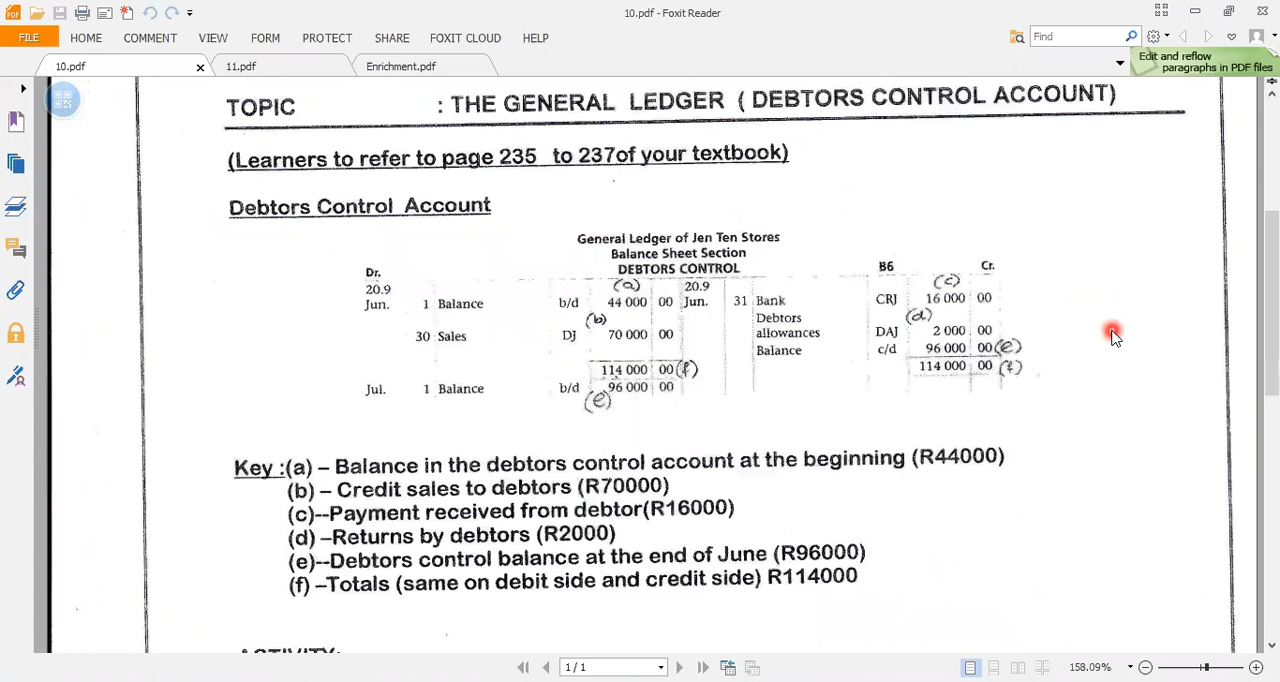 10.pdf - Foxit Reader
FILE HOME COMMENT VIEW FORM PROTECT SHARE FOXIT CLOUD HELP Find
10.pdf 11.pdf Enrichment.pdf Edit and reflow
paragraphs in PDF files
TOPIC : THE GENERAL LEDGER ( DEBTORS CONTROL ACCOUNT)
(Learners to refer to page 235 to 237of your textbook)
Debtors Control Account
General Ledger of Jen Ten Stores
Balance Sheet Section
Dr. DEBTORS CONTROL B6 Cr.
20.9 (a) 20.9 (c)
Jun. 1 Balance b/d 44 000 00 Jun. 31 Bank CRJ 16 000 00
(b) Debtors (d)
30 Sales DJ 70 000 00 allowances DAJ 2 000 00
Balance c/d 96 000 00 (e)
114 000 00 (f) 114 000 00 (f)
Jul. 1 Balance b/d 96 000 00
(e)
Key :(a) – Balance in the debtors control account at the beginning (R44000)
(b) – Credit sales to debtors (R70000)
(c)--Payment received from debtor(R16000)
(d) –Returns by debtors (R2000)
(e)--Debtors control balance at the end of June (R96000)
(f) –Totals (same on debit side and credit side) R114000
ACTIVITY:
1 / 1 158.09%